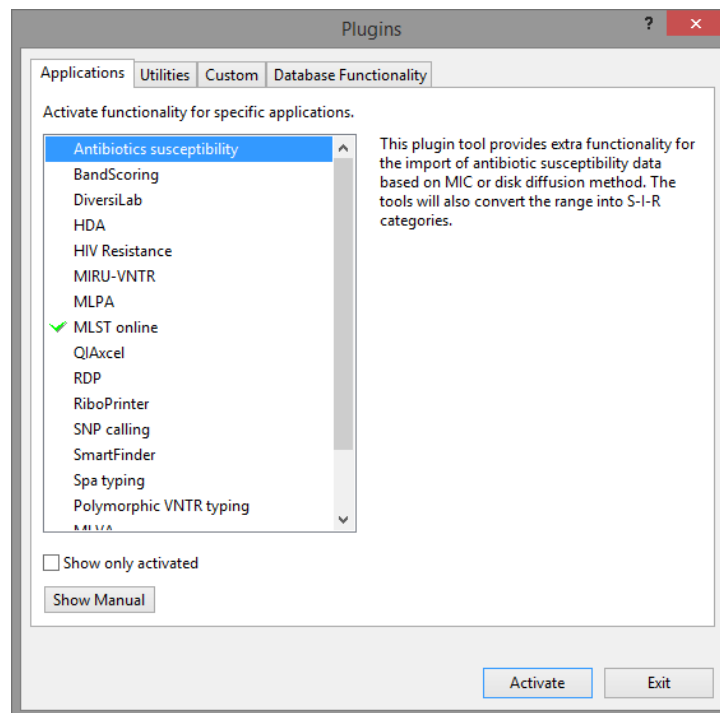 Plugins
?
Applications Utilities Custom Database Functionality
Activate functionality for specific applications.
Antibiotics susceptibility
BandScoring
DiversiLab
HDA
HIV Resistance
MIRU-VNTR
MLPA
MLST online
QIAxcel
RDP
RiboPrinter
SNP calling
SmartFinder
Spa typing
Polymorphic VNTR typing
MLVA
This plugin tool provides extra functionality for
the import of antibiotic susceptibility data
based on MIC or disk diffusion method. The
tools will also convert the range into S-I-R
categories.
Show only activated
Show Manual
Activate Exit